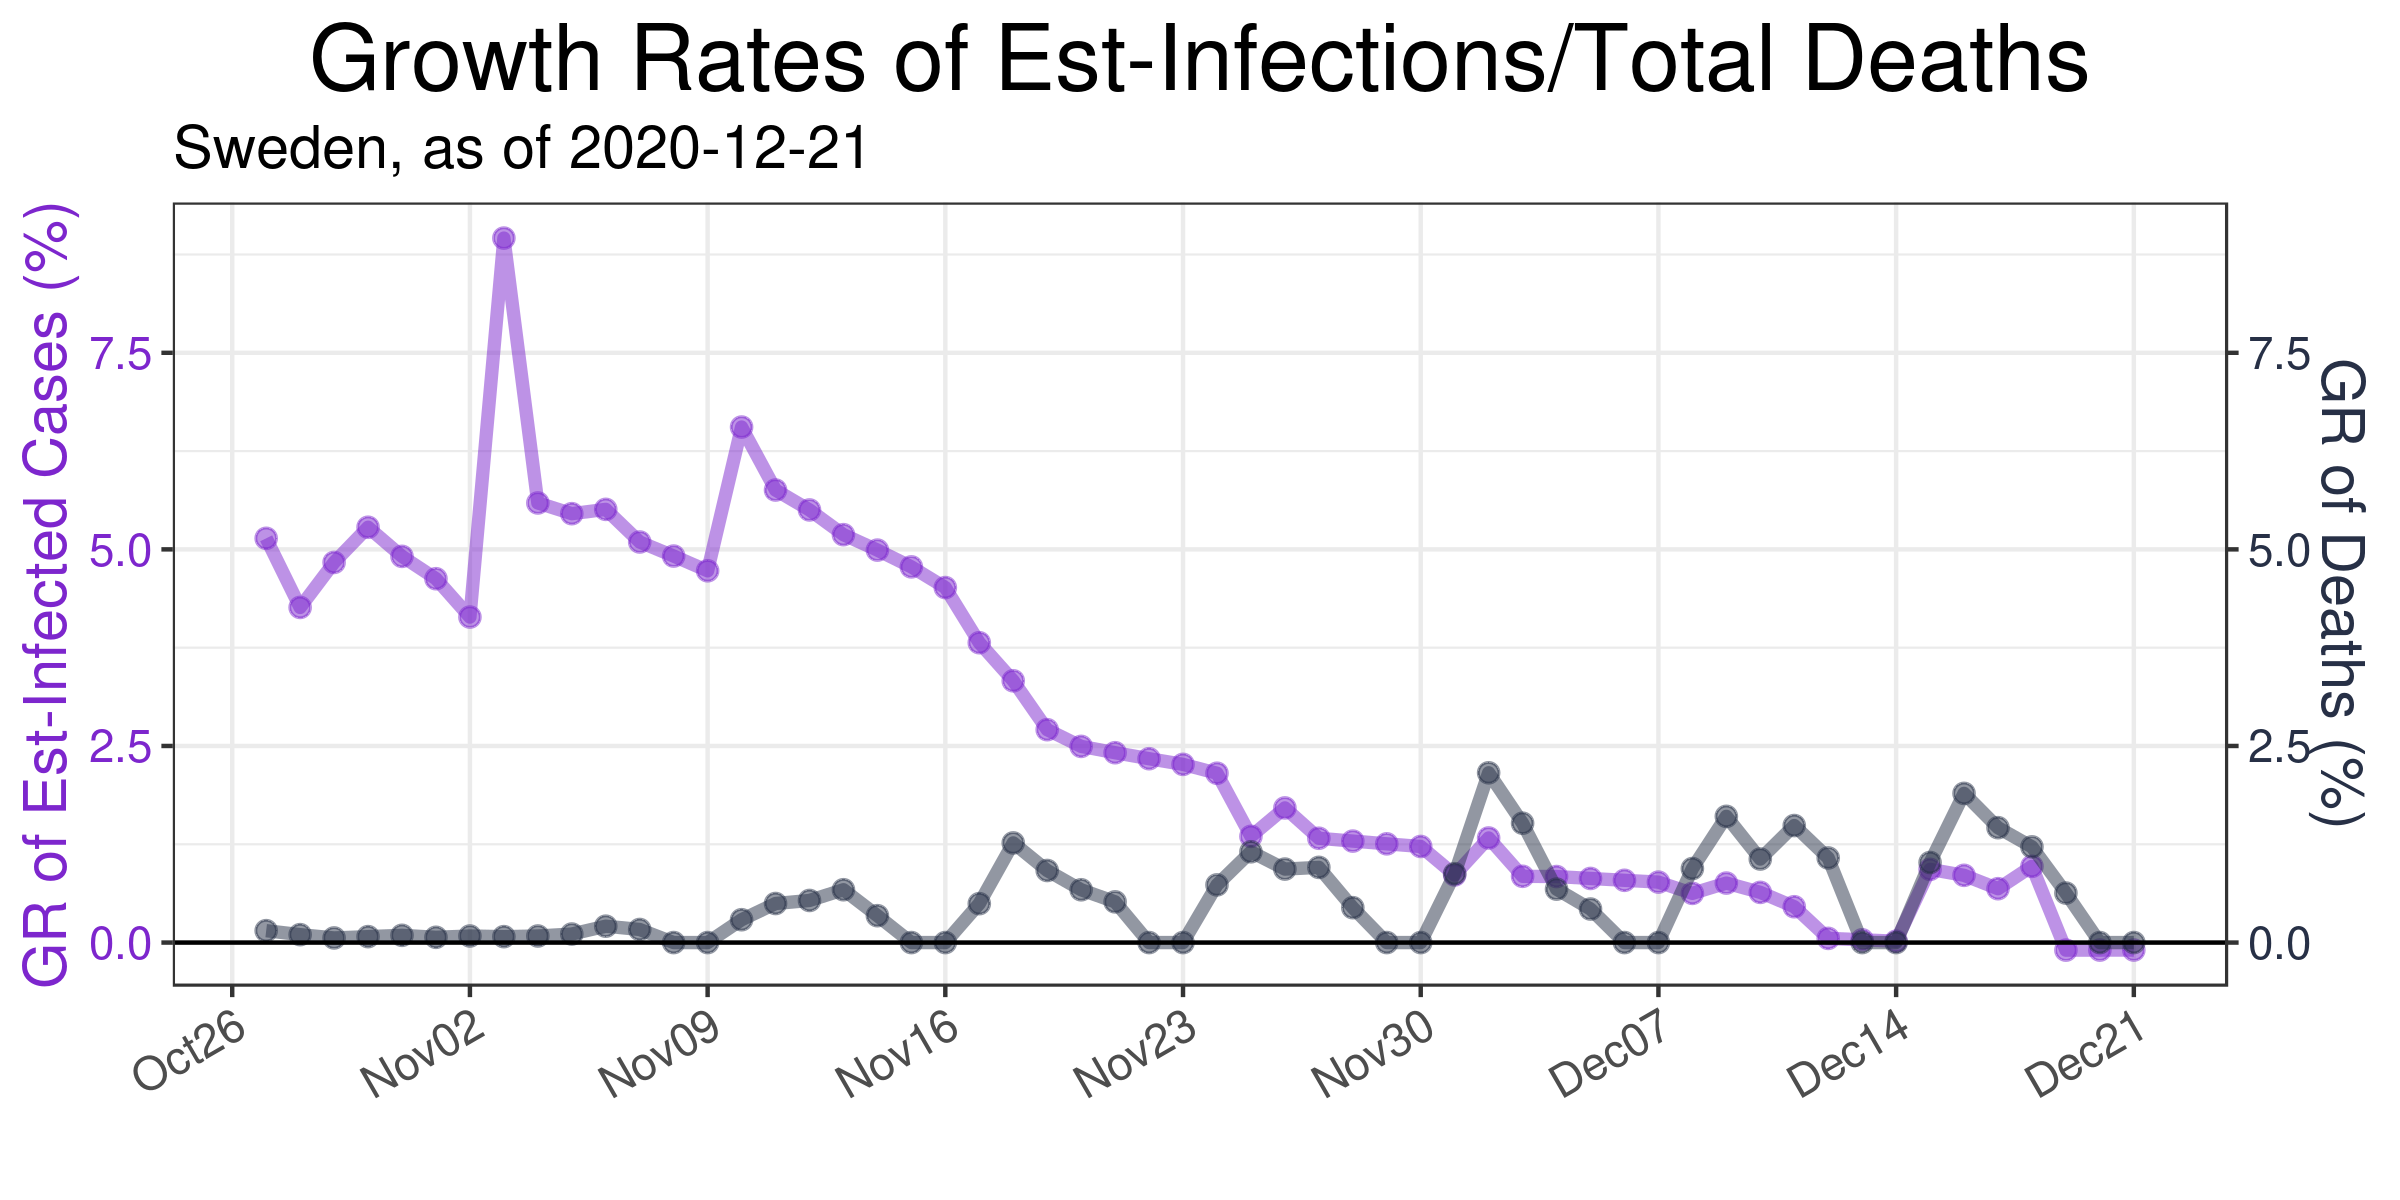 Growth Rates of Est-Infections/Total Deaths
Sweden, as of 2020-12-21
GR of Est-Infected Cases (%)
7.5
5.0
2.5
0.0
7.5
5.0
2.5
0.0
GR of Deaths (%)
Oct26 Nov02 Nov09 Nov16 Nov23 Nov30 Dec07 Dec14 Dec21